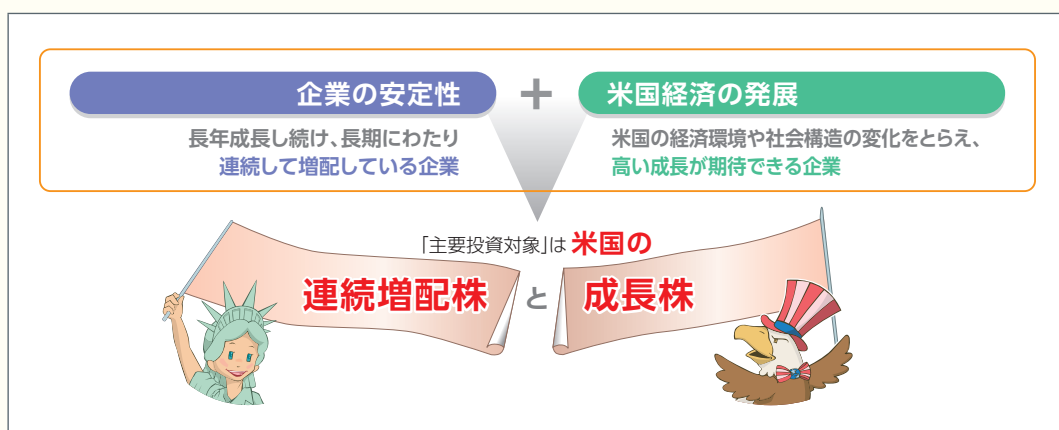 企業の安定性
+
米国経済の発展
長年成長し続け、長期にわたり
連続して増配している企業
米国の経済環境や社会構造の変化をとらえ、
高い成長が期待できる企業
「主要投資対象」は 米国の
連続増配株 と 成長株